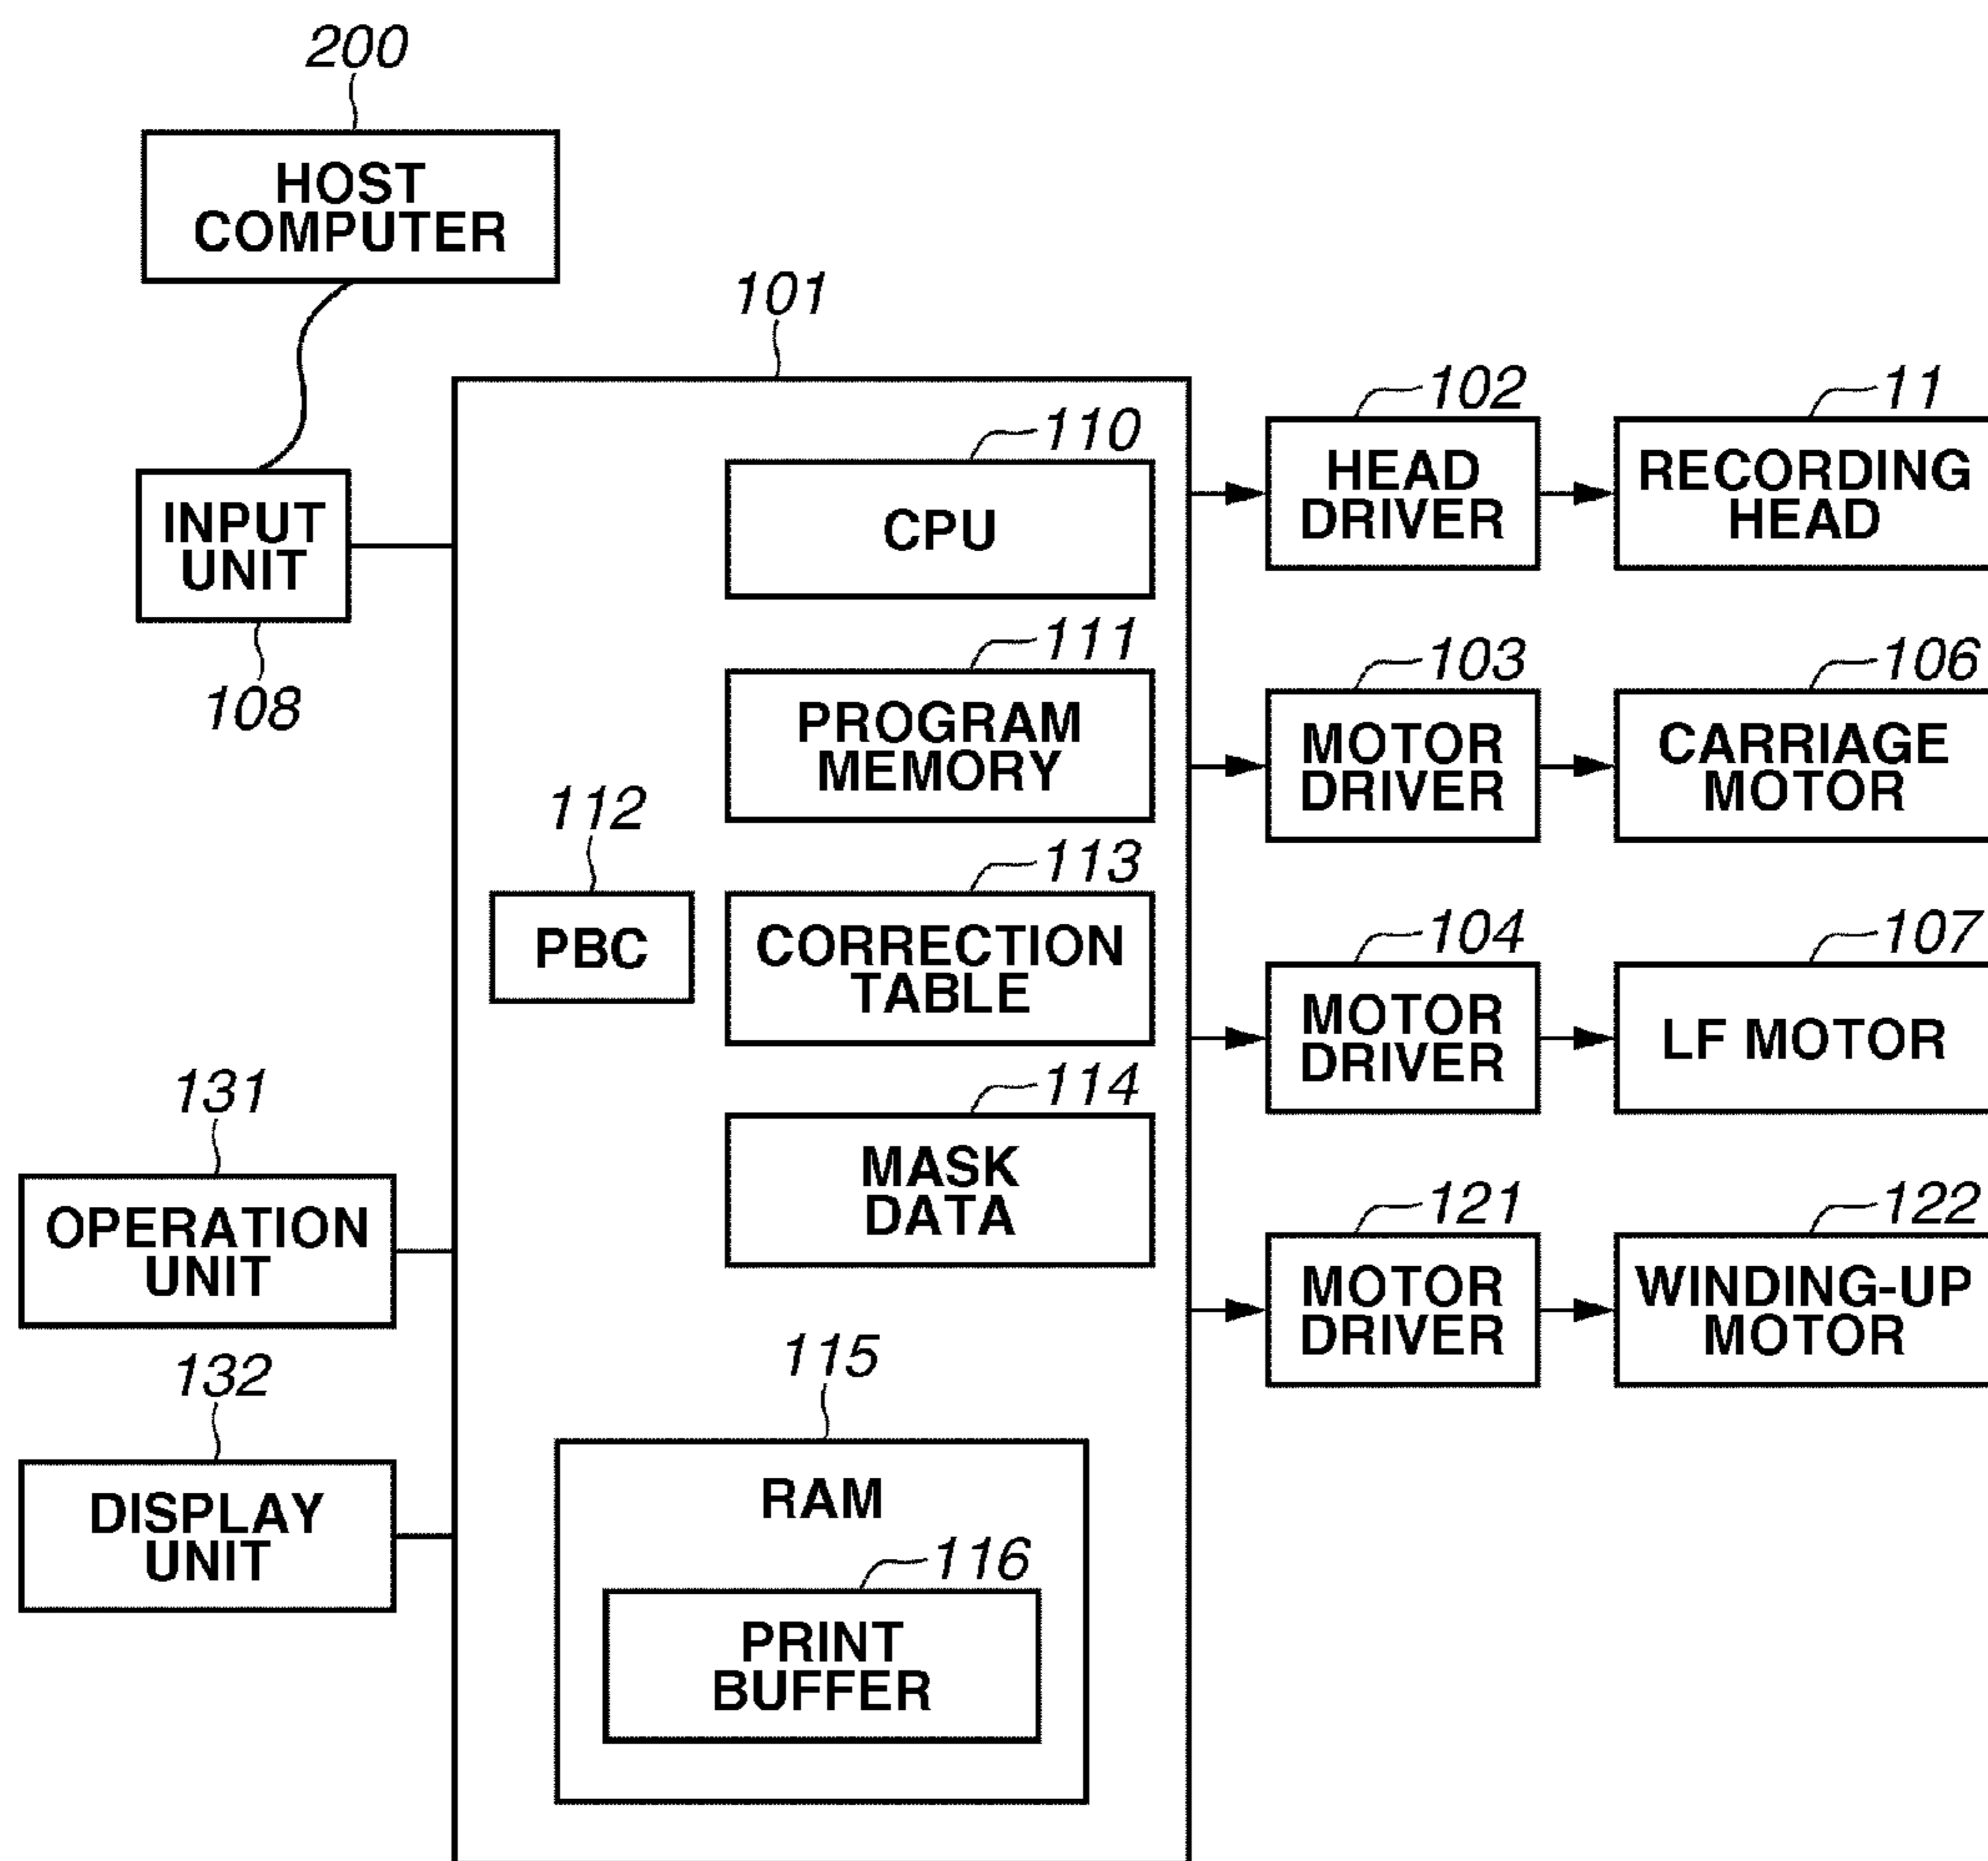 200
HOST
COMPUTER
101
INPUT
UNIT
108
110
CPU
111
PROGRAM
MEMORY
112
PBC
113
CORRECTION
TABLE
114
MASK
DATA
131
OPERATION
UNIT
132
DISPLAY
UNIT
115
RAM
116
PRINT
BUFFER
102
HEAD
DRIVER
11
RECORDING
HEAD
103
MOTOR
DRIVER
106
CARRIAGE
MOTOR
104
MOTOR
DRIVER
107
LF MOTOR
121
MOTOR
DRIVER
122
WINDING-UP
MOTOR